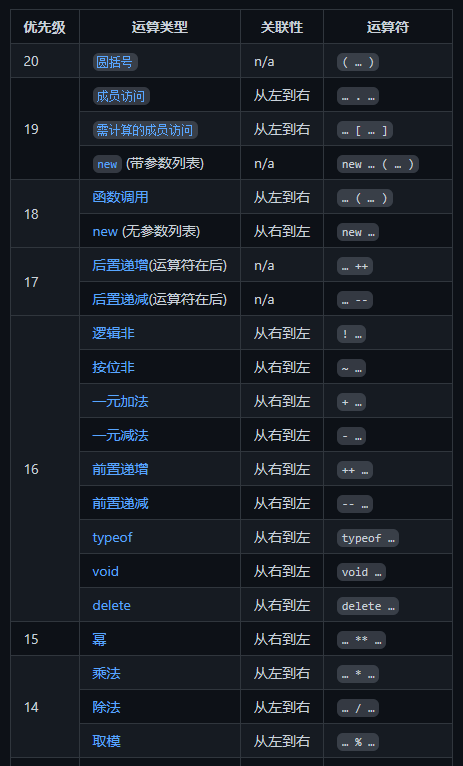 优先级 运算类型 关联性 运算符
20 圆括号 n/a ( … )
19 成员访问 从左到右 … . …
需计算的成员访问 从左到右 … [ … ]
new (带参数列表) n/a new … ( … )
18 函数调用 从左到右 … ( … )
new (无参数列表) 从右到左 new …
17 后置递增(运算符在后) n/a … ++
后置递减(运算符在后) n/a … --
16 逻辑非 从右到左 ! …
按位非 从右到左 ~ …
一元加法 从右到左 + …
一元减法 从右到左 - …
前置递增 从右到左 ++ …
前置递减 从右到左 -- …
typeof 从右到左 typeof …
void 从右到左 void …
delete 从右到左 delete …
15 幂 从右到左 … ** …
14 乘法 从左到右 … * …
除法 从左到右 … / …
取模 从左到右 … % …